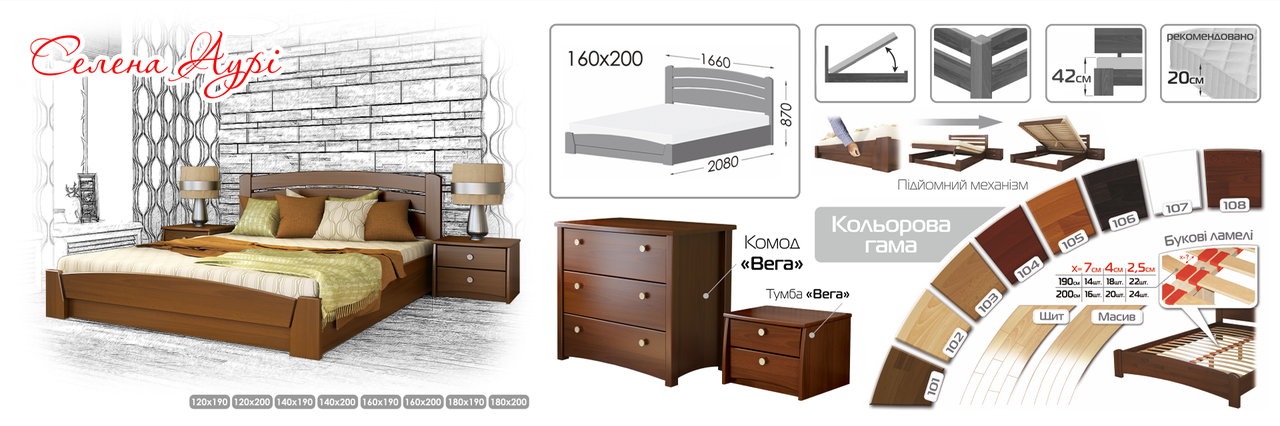 Селена Аурі
120x190 120x200 140x190 140x200 160x190 160x200 180x190 180x200
160x200
1660
870
2080
42см
рекомендовано
20см
Підйомний механізм
Комод
«Вега»
Тумба «Вега»
Кольорова
гама
101
102
103
104
105
106
107
108
Букові ламелі
x=?
X= 7см 4см 2,5см
190см 14шт. 18шт. 22шт.
200см 16шт. 20шт. 24шт.
Щит
Масив